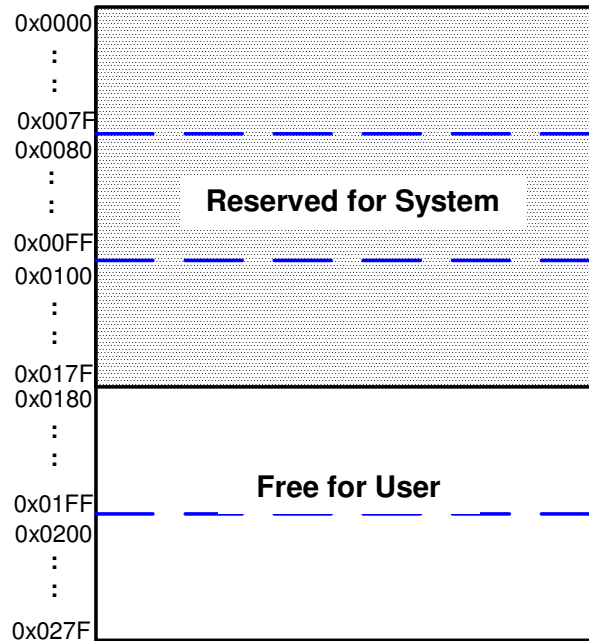 0x0000
:
:
0x007F
0x0080
:
:
Reserved for System
0x00FF
0x0100
:
:
0x017F
0x0180
:
:
Free for User
0x01FF
0x0200
:
:
0x027F